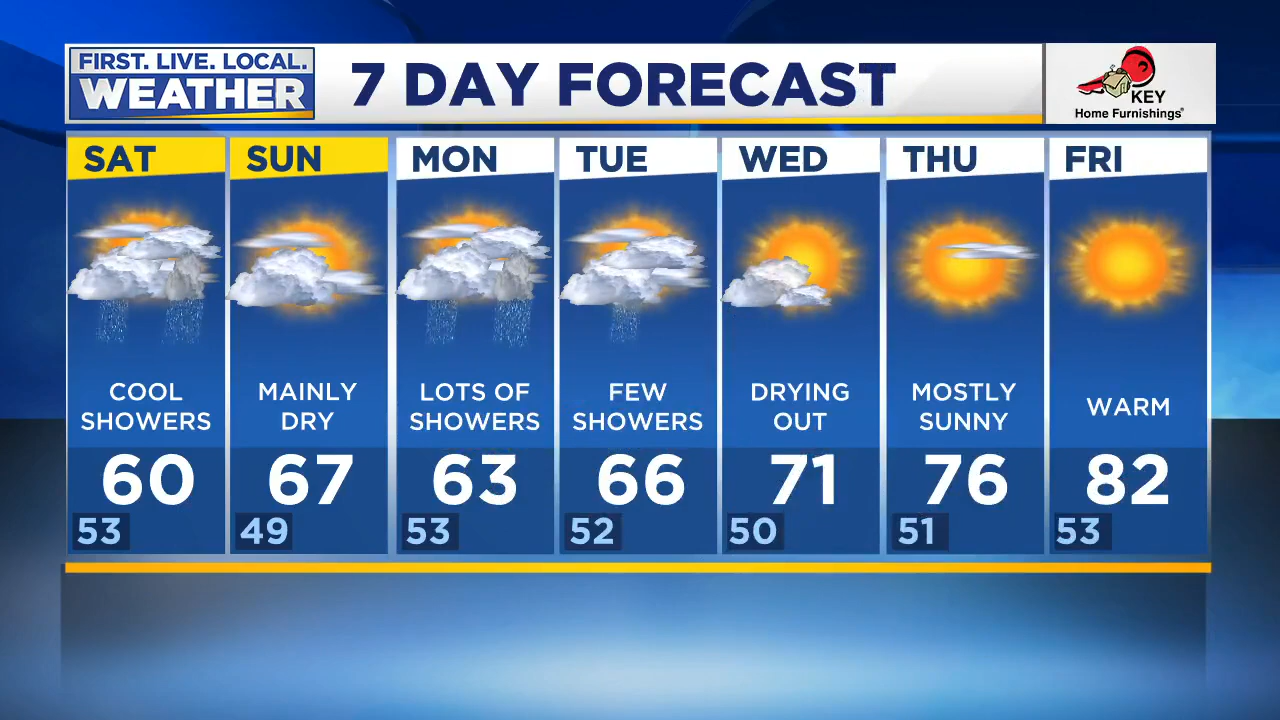 FIRST. LIVE. LOCAL.
WEATHER
7 DAY FORECAST
KEY
Home Furnishings®
SAT
COOL
SHOWERS
60
53
SUN
MAINLY
DRY
67
49
MON
LOTS OF
SHOWERS
63
53
TUE
FEW
SHOWERS
66
52
WED
DRYING
OUT
71
50
THU
MOSTLY
SUNNY
76
51
FRI
WARM
82
53